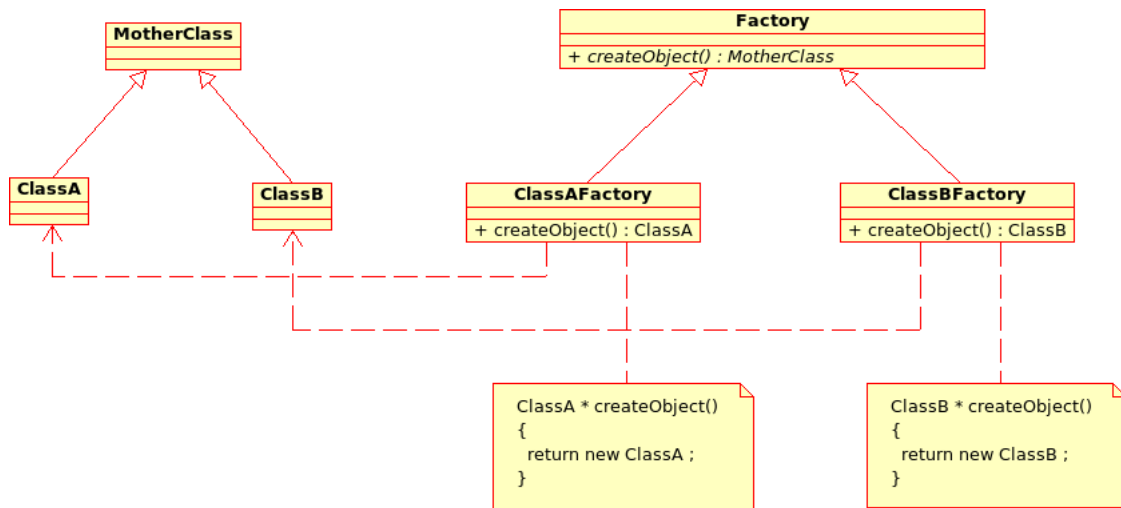 MotherClass
Factory
+ createObject() : MotherClass
ClassA
ClassB
ClassAFactory
+ createObject() : ClassA
ClassBFactory
+ createObject() : ClassB
ClassA * createObject()
{
return new ClassA ;
}
ClassB * createObject()
{
return new ClassB ;
}